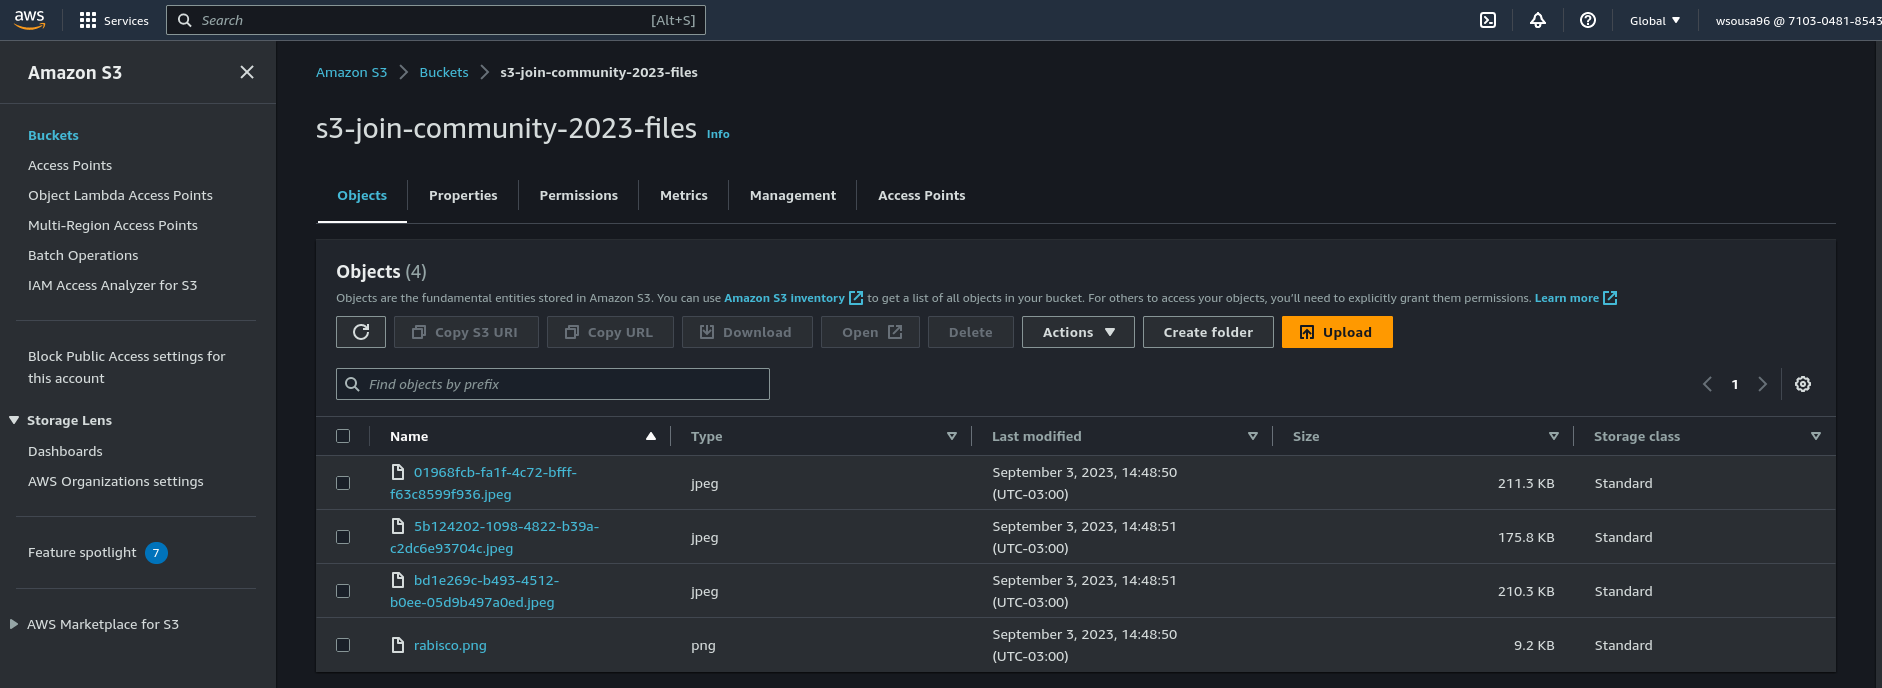 aws
Services
Search [Alt+S]
Global
wsousa96 @ 7103-0481-8543
Amazon S3
Buckets
Access Points
Object Lambda Access Points
Multi-Region Access Points
Batch Operations
IAM Access Analyzer for S3
Block Public Access settings for
this account
Storage Lens
Dashboards
AWS Organizations settings
Feature spotlight 7
AWS Marketplace for S3
Amazon S3 Buckets s3-join-community-2023-files
s3-join-community-2023-files Info
Objects Properties Permissions Metrics Management Access Points
Objects (4)
Objects are the fundamental entities stored in Amazon S3. You can use Amazon S3 inventory to get a list of all objects in your bucket. For others to access your objects, you'll need to explicitly grant them permissions. Learn more
Copy S3 URI Copy URL Download Open Delete Actions Create folder Upload
Find objects by prefix 1
Name Type Last modified Size Storage class
01968fcb-fa1f-4c72-bfff-
f63c8599f936.jpeg jpeg September 3, 2023, 14:48:50
(UTC-03:00) 211.3 KB Standard
5b124202-1098-4822-b39a-
c2dc6e93704c.jpeg jpeg September 3, 2023, 14:48:51
(UTC-03:00) 175.8 KB Standard
bd1e269c-b493-4512-
b0ee-05d9b497a0ed.jpeg jpeg September 3, 2023, 14:48:51
(UTC-03:00) 210.3 KB Standard
rabisco.png png September 3, 2023, 14:48:50
(UTC-03:00) 9.2 KB Standard